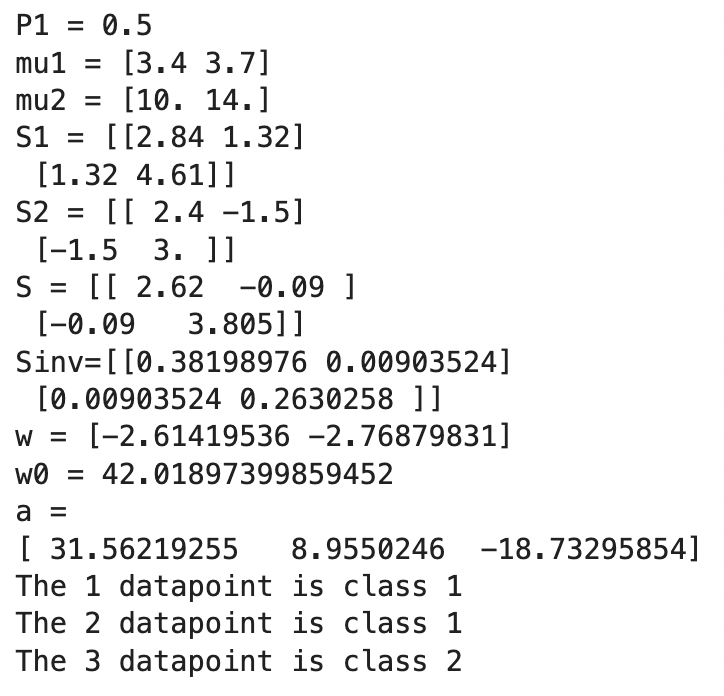 P1 = 0.5
mu1 = [3.4 3.7]
mu2 = [10. 14.]
S1 = [[2.84 1.32]
 [1.32 4.61]]
S2 = [[ 2.4 -1.5]
 [-1.5  3. ]]
S = [[ 2.62  -0.09 ]
 [-0.09   3.805]]
Sinv=[[0.38198976 0.00903524]
 [0.00903524 0.2630258 ]]
w = [-2.61419536 -2.76879831]
w0 = 42.01897399859452
a =
[ 31.56219255   8.9550246  -18.73295854]
The 1 datapoint is class 1
The 2 datapoint is class 1
The 3 datapoint is class 2